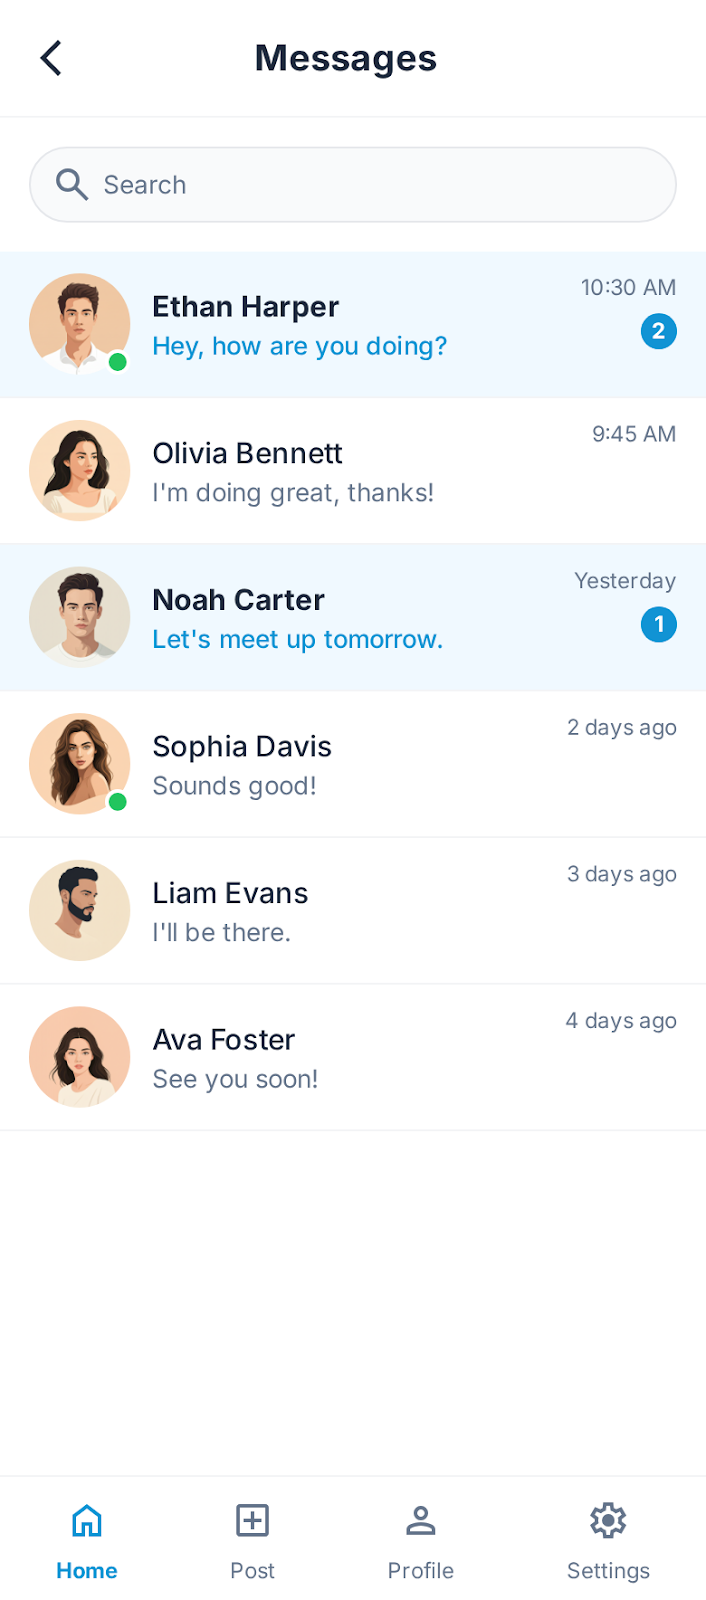 Messages
Search
Ethan Harper
10:30 AM
Hey, how are you doing?
2
Olivia Bennett
9:45 AM
I'm doing great, thanks!
Noah Carter
Yesterday
Let's meet up tomorrow.
1
Sophia Davis
2 days ago
Sounds good!
Liam Evans
3 days ago
I'll be there.
Ava Foster
4 days ago
See you soon!
Home
Post
Profile
Settings